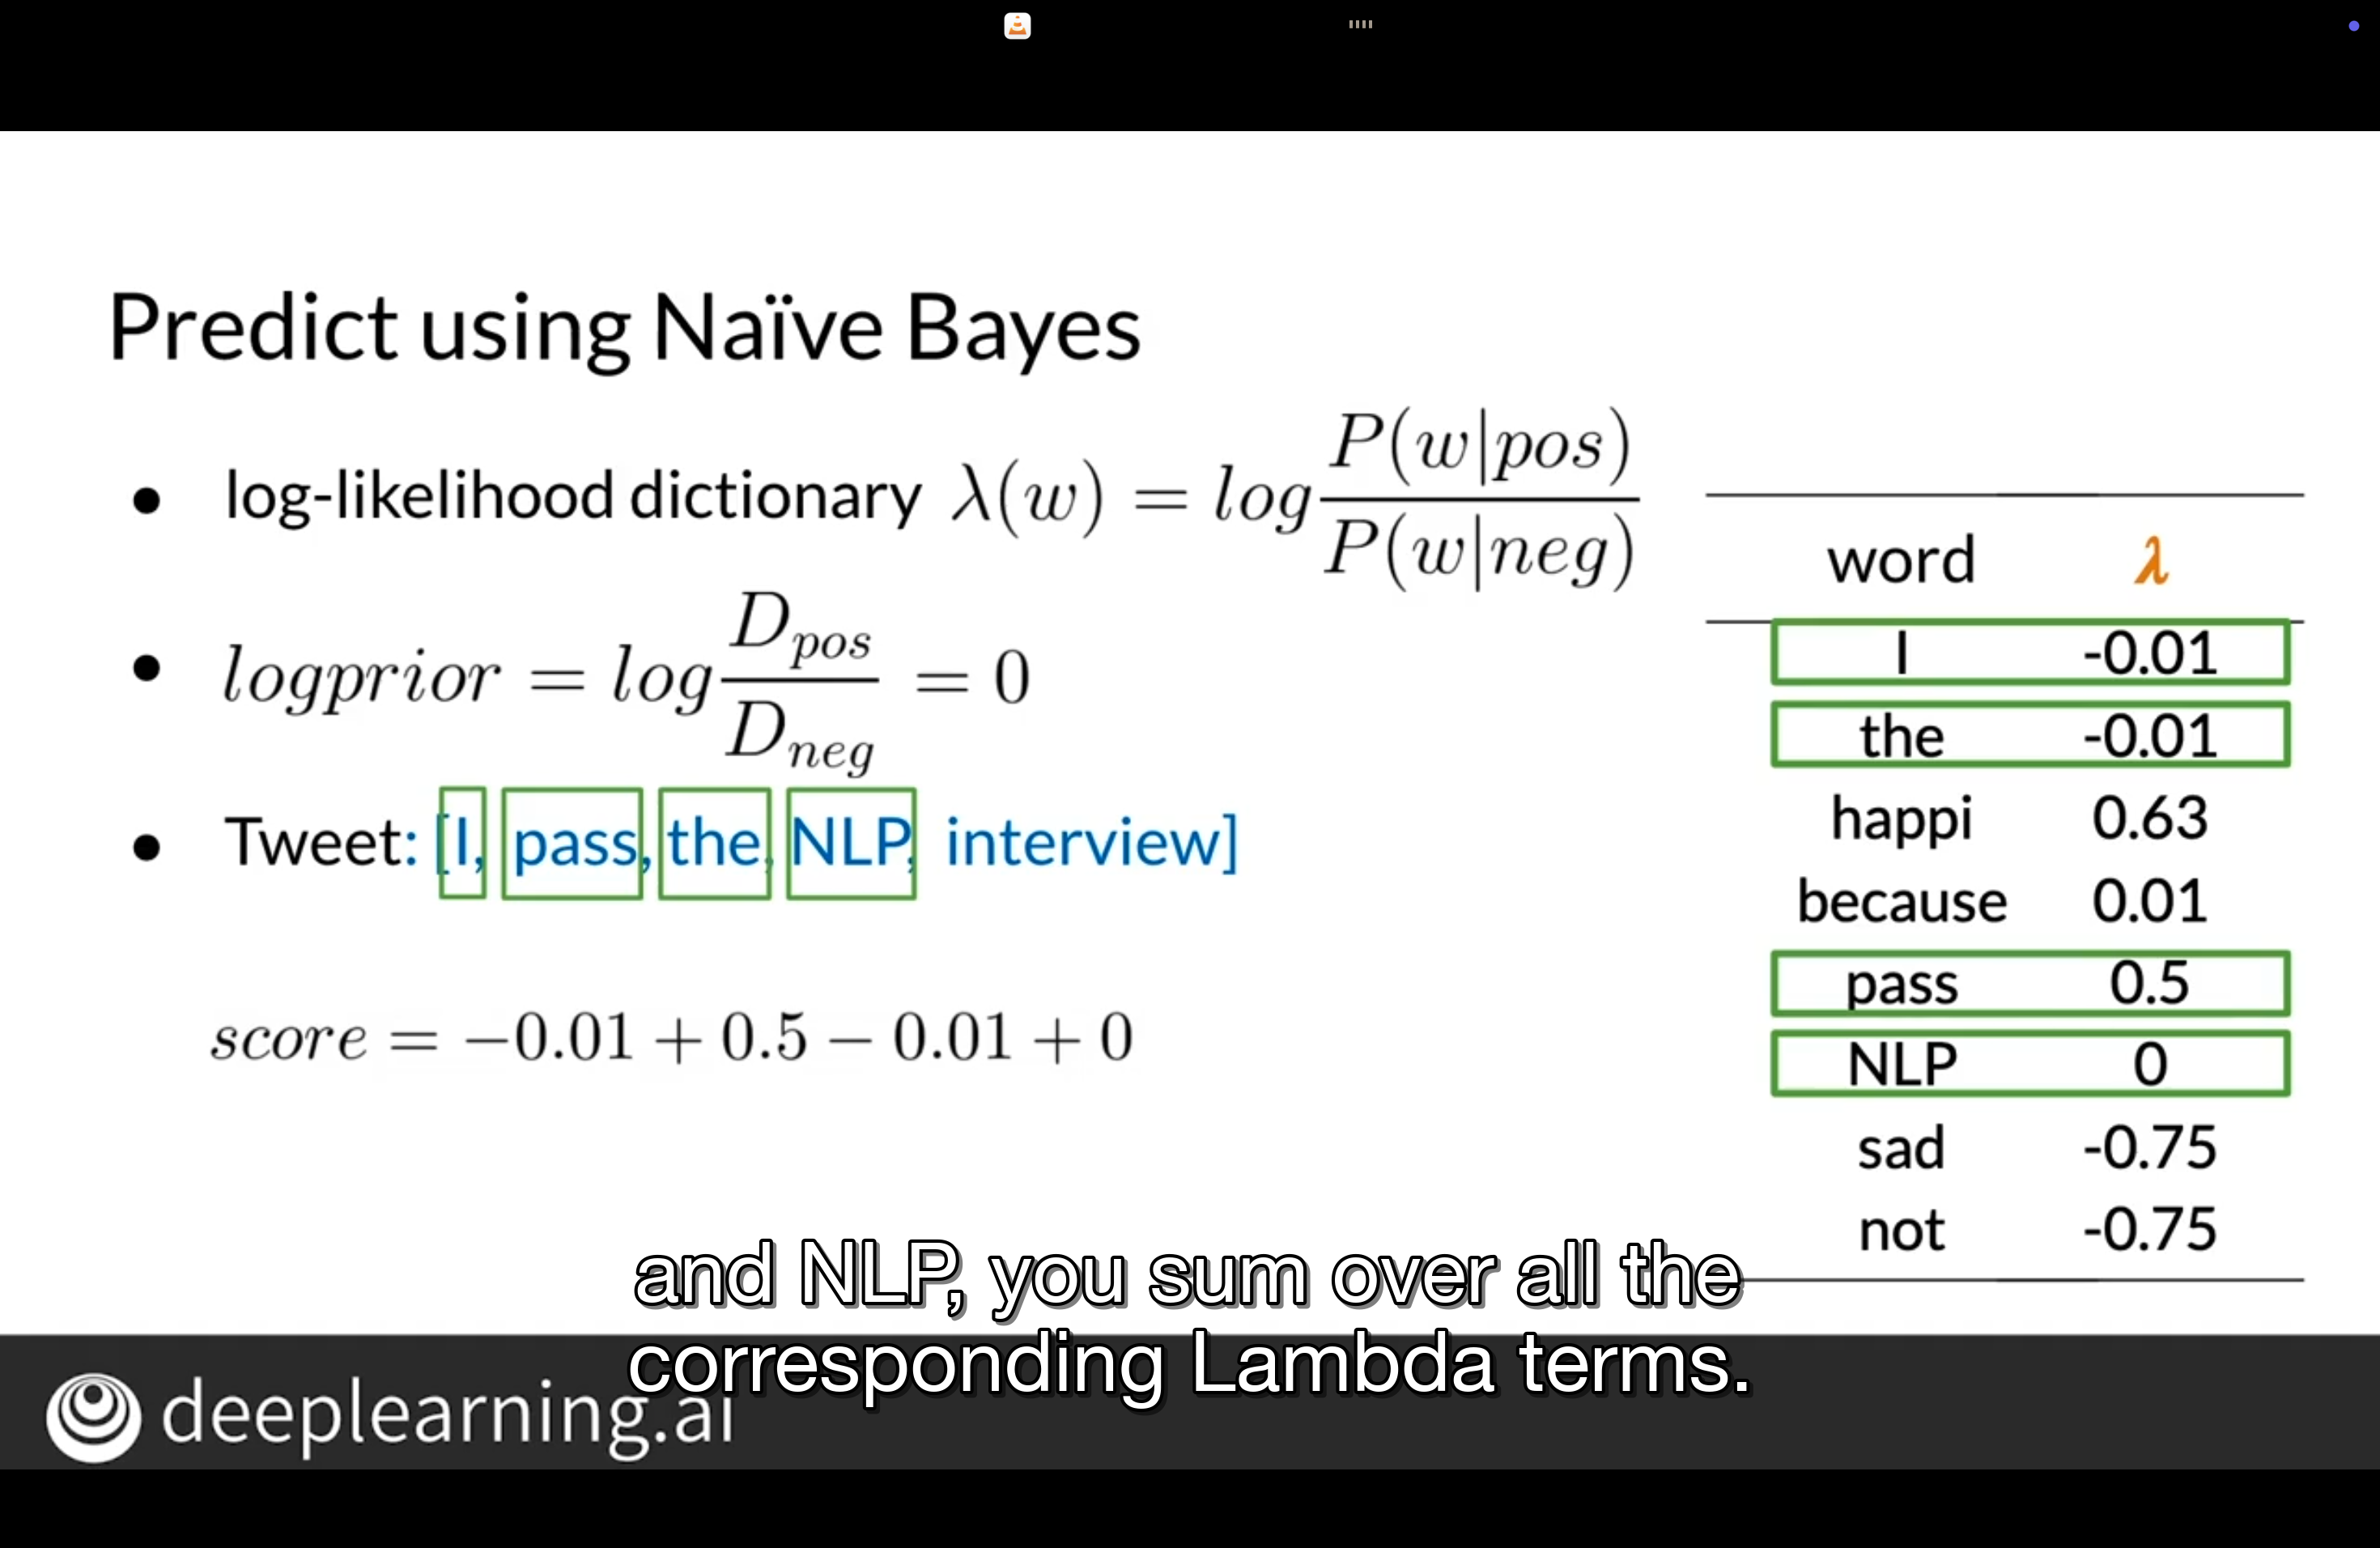 Predict using Naïve Bayes
• log-likelihood dictionary λ(w) = log P(w|pos) / P(w|neg)
• logprior = log D_pos / D_neg = 0
• Tweet: [I, pass, the, NLP, interview]
score = −0.01 + 0.5 − 0.01 + 0
word λ
I -0.01
the -0.01
happi 0.63
because 0.01
pass 0.5
NLP 0
sad -0.75
not -0.75
and NLP, you sum over all the
corresponding Lambda terms.
deeplearning.ai